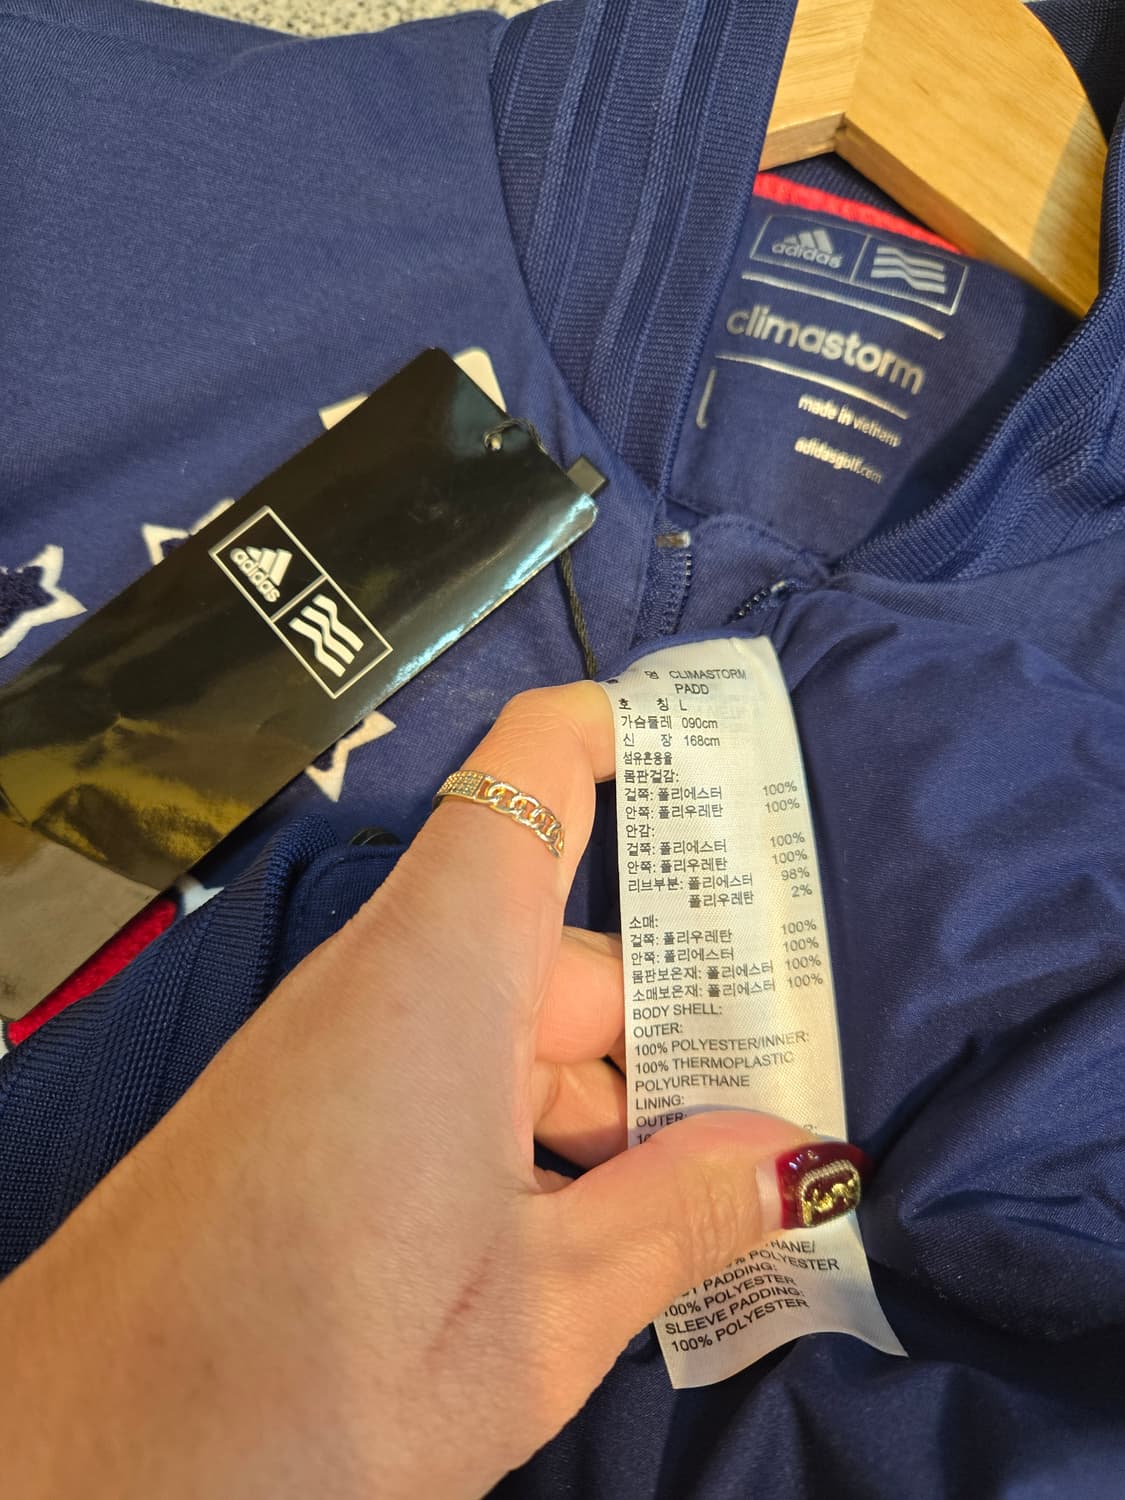 adidas
climastorm
made in vietnam
adidasgolf.com
adidas
명 CLIMASTORM
PADD
호 칭 L
가슴둘레 090cm
신 장 168cm
섬유혼용율
몸판겉감:
겉쪽: 폴리에스터 100%
안쪽: 폴리우레탄 100%
안감:
겉쪽: 폴리에스터 100%
안쪽: 폴리우레탄 100%
리브부분: 폴리에스터 98%
폴리우레탄 2%
소매:
겉쪽: 폴리우레탄 100%
안쪽: 폴리에스터 100%
몸판보온재: 폴리에스터 100%
소매보온재: 폴리에스터 100%
BODY SHELL:
OUTER:
100% POLYESTER/INNER:
100% THERMOPLASTIC
POLYURETHANE
LINING:
OUTER:
POLYESTER
PADDING:
100% POLYESTER
SLEEVE PADDING:
100% POLYESTER